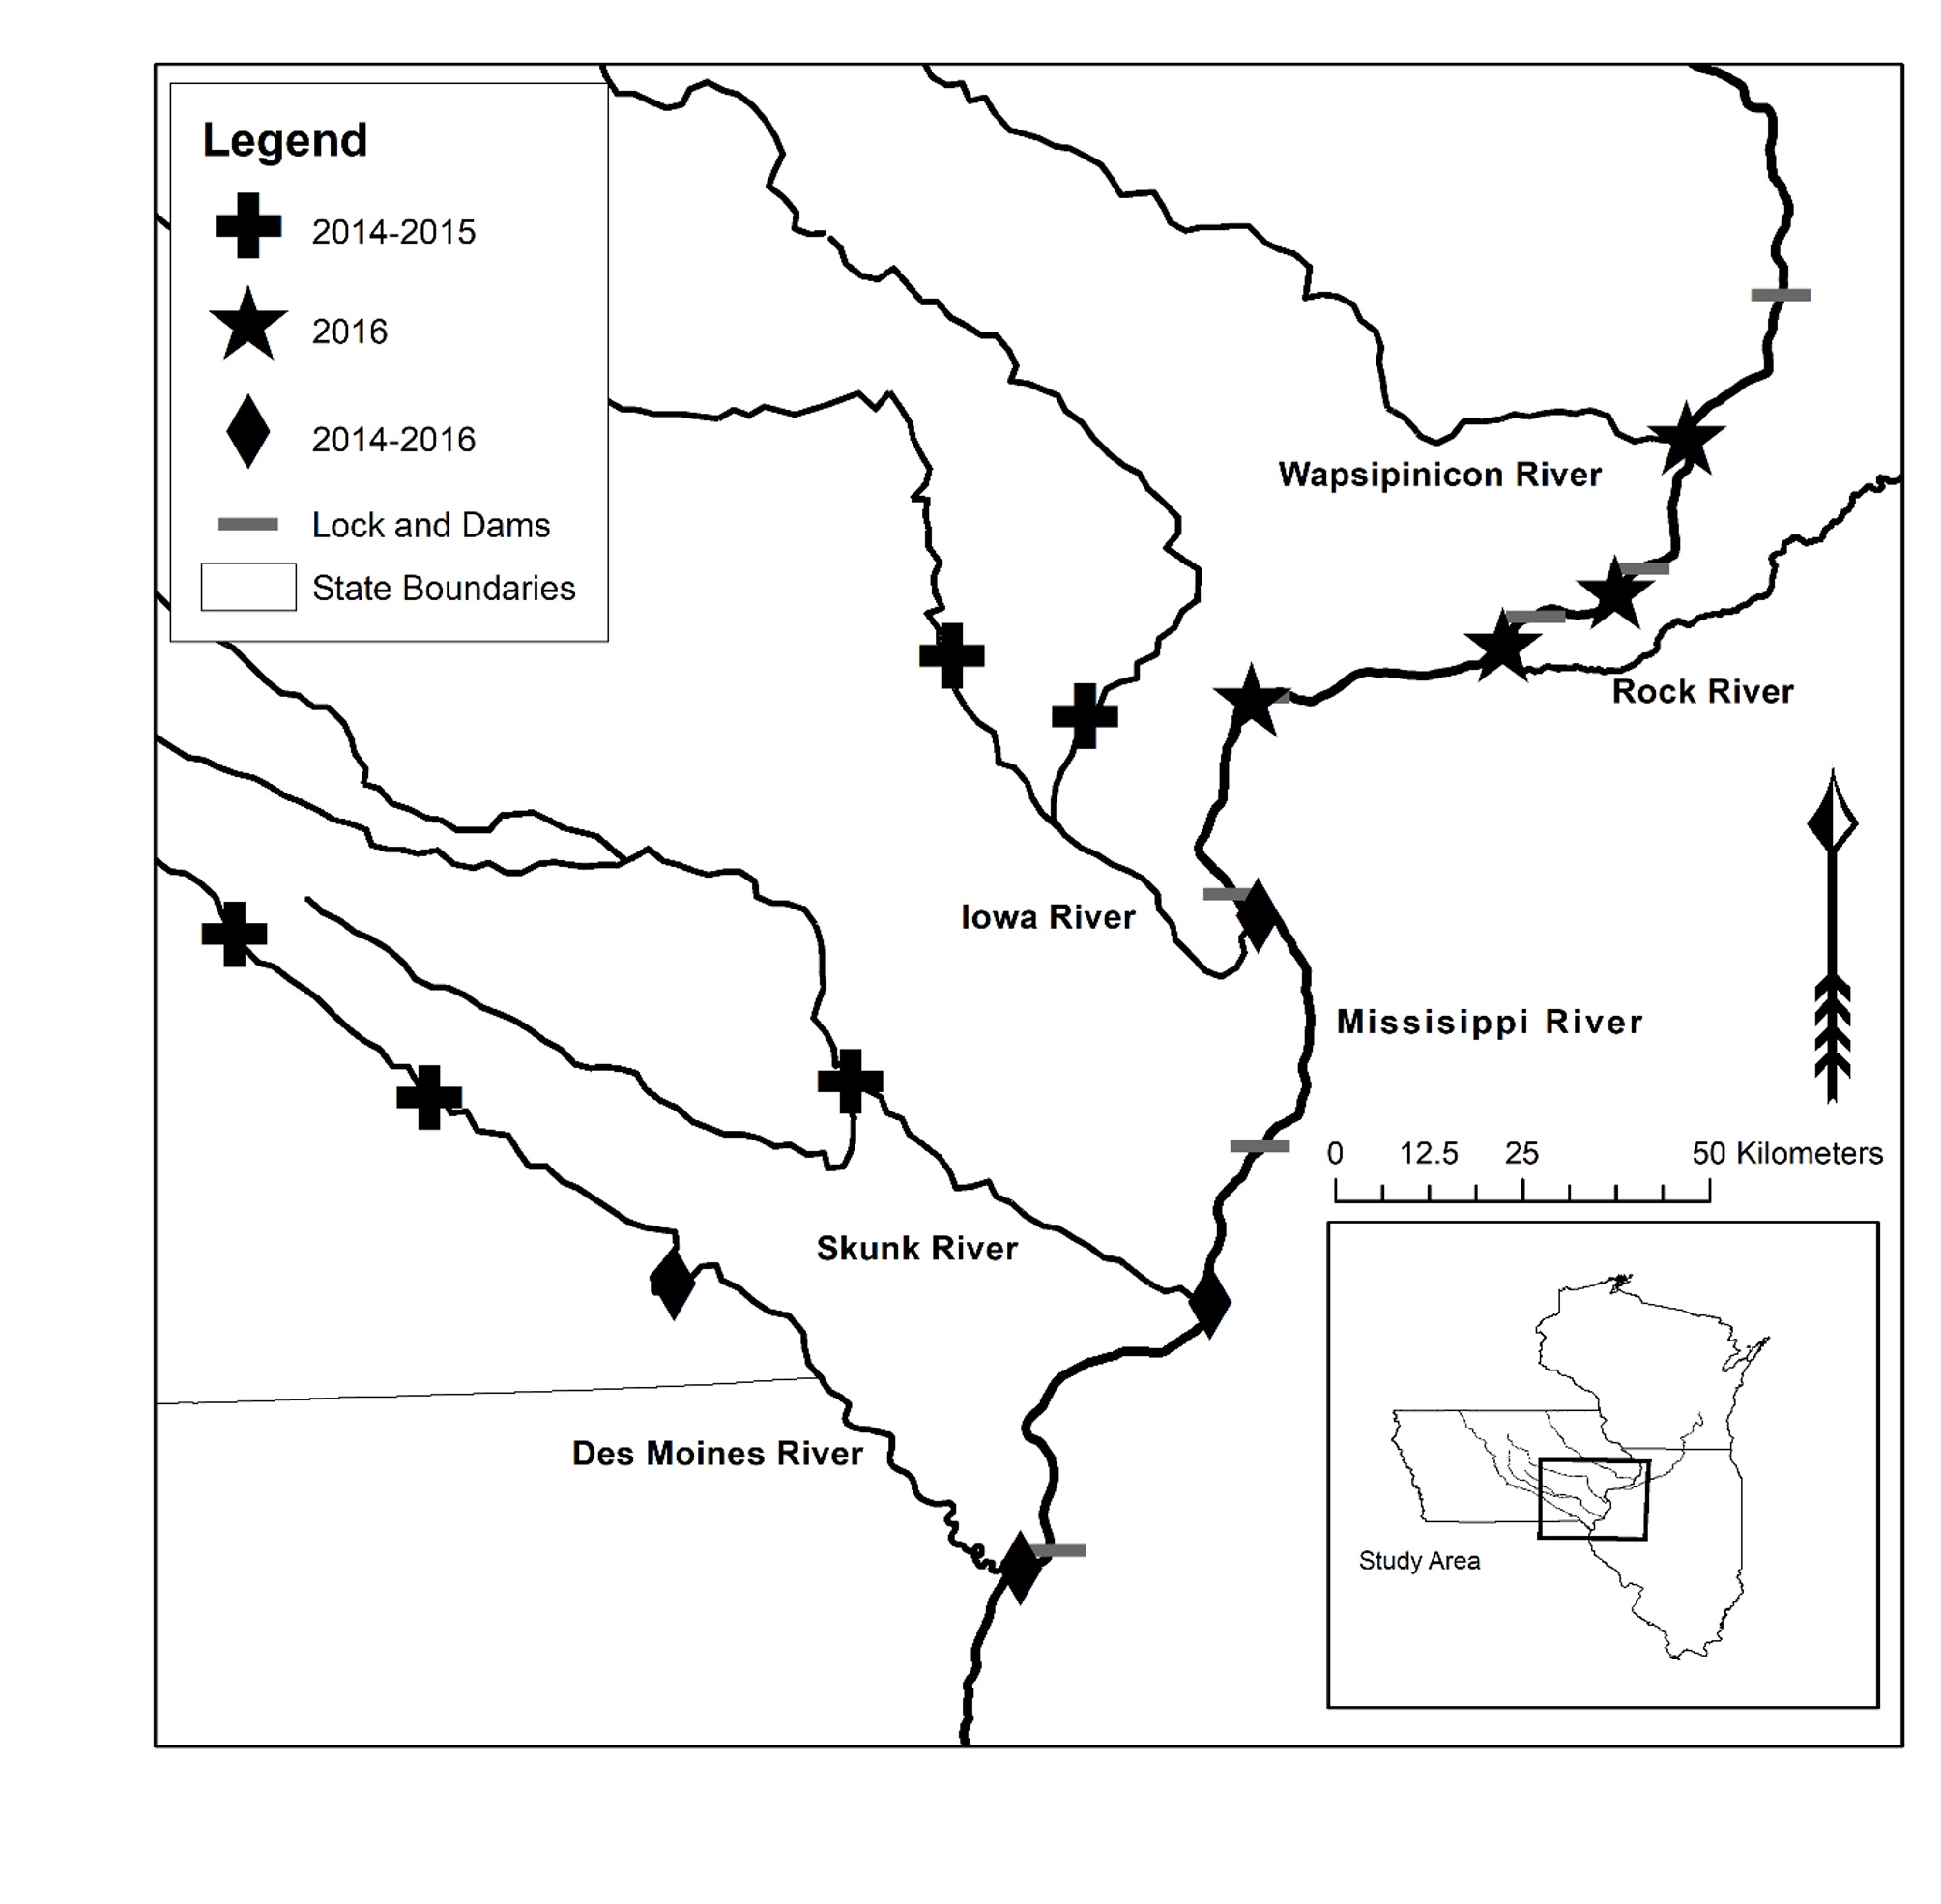 Legend
2014-2015
2016
2014-2016
Lock and Dams
State Boundaries
Wapsipinicon River
Rock River
Iowa River
Missisippi River
0 12.5 25 50 Kilometers
Skunk River
Des Moines River
Study Area